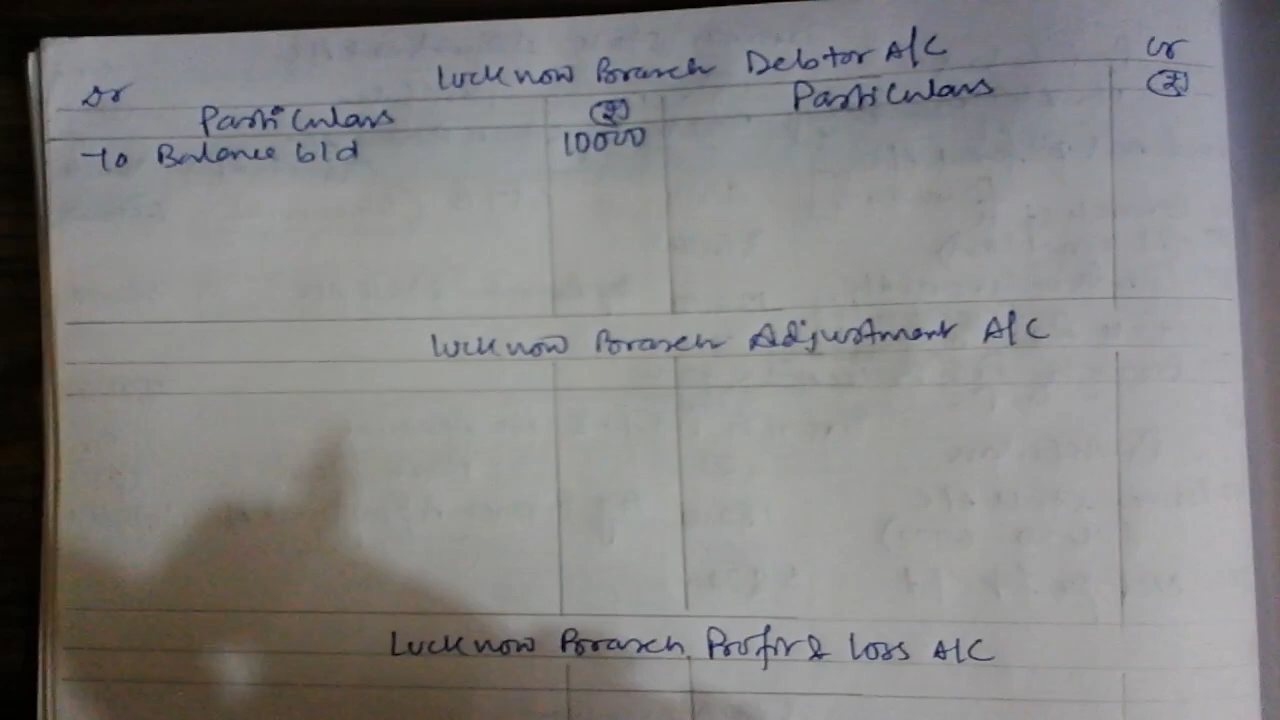 Lucknow Branch Debtor A/C
Dr Cr
Particulars (₹) Particulars (₹)
To Balance b/d 10000
Lucknow Branch Adjustment A/C
Lucknow Branch Profit & Loss A/C